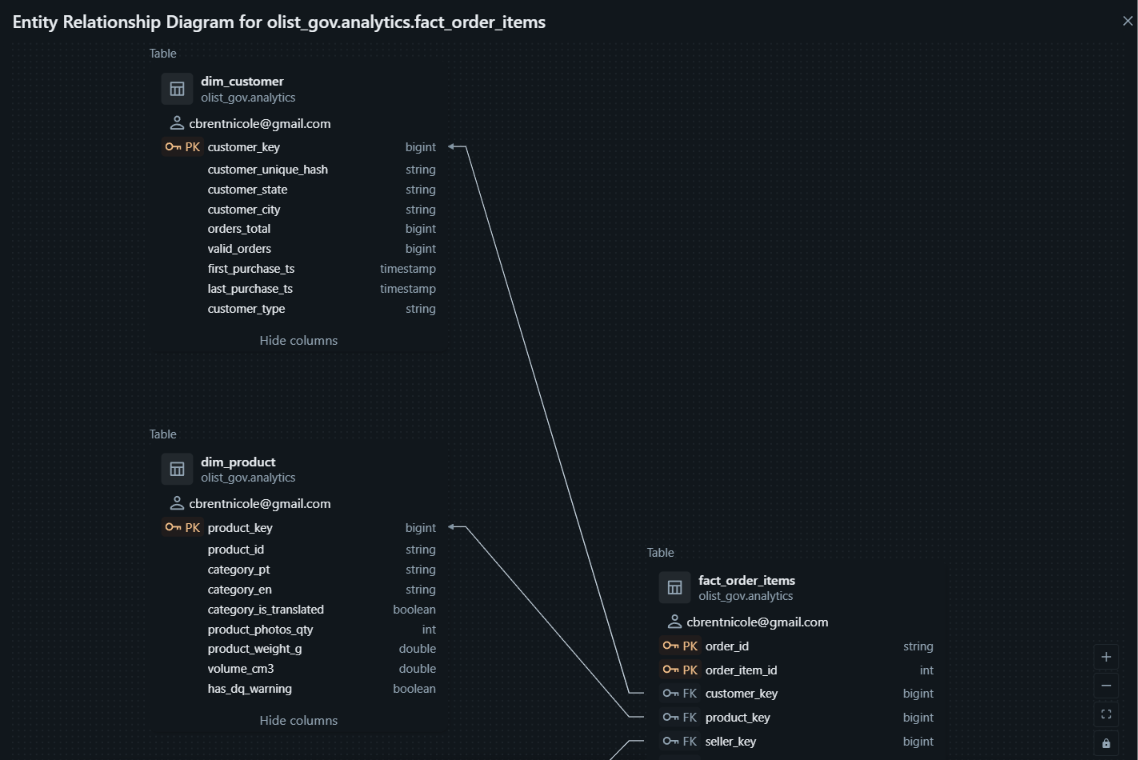 Entity Relationship Diagram for olist_gov.analytics.fact_order_items
Table
dim_customer
olist_gov.analytics
cbrentnicole@gmail.com
PK customer_key bigint
customer_unique_hash string
customer_state string
customer_city string
orders_total bigint
valid_orders bigint
first_purchase_ts timestamp
last_purchase_ts timestamp
customer_type string
Hide columns
Table
dim_product
olist_gov.analytics
cbrentnicole@gmail.com
PK product_key bigint
product_id string
category_pt string
category_en string
category_is_translated boolean
product_photos_qty int
product_weight_g double
volume_cm3 double
has_dq_warning boolean
Hide columns
Table
fact_order_items
olist_gov.analytics
cbrentnicole@gmail.com
PK order_id string
PK order_item_id int
FK customer_key bigint
FK product_key bigint
FK seller_key bigint